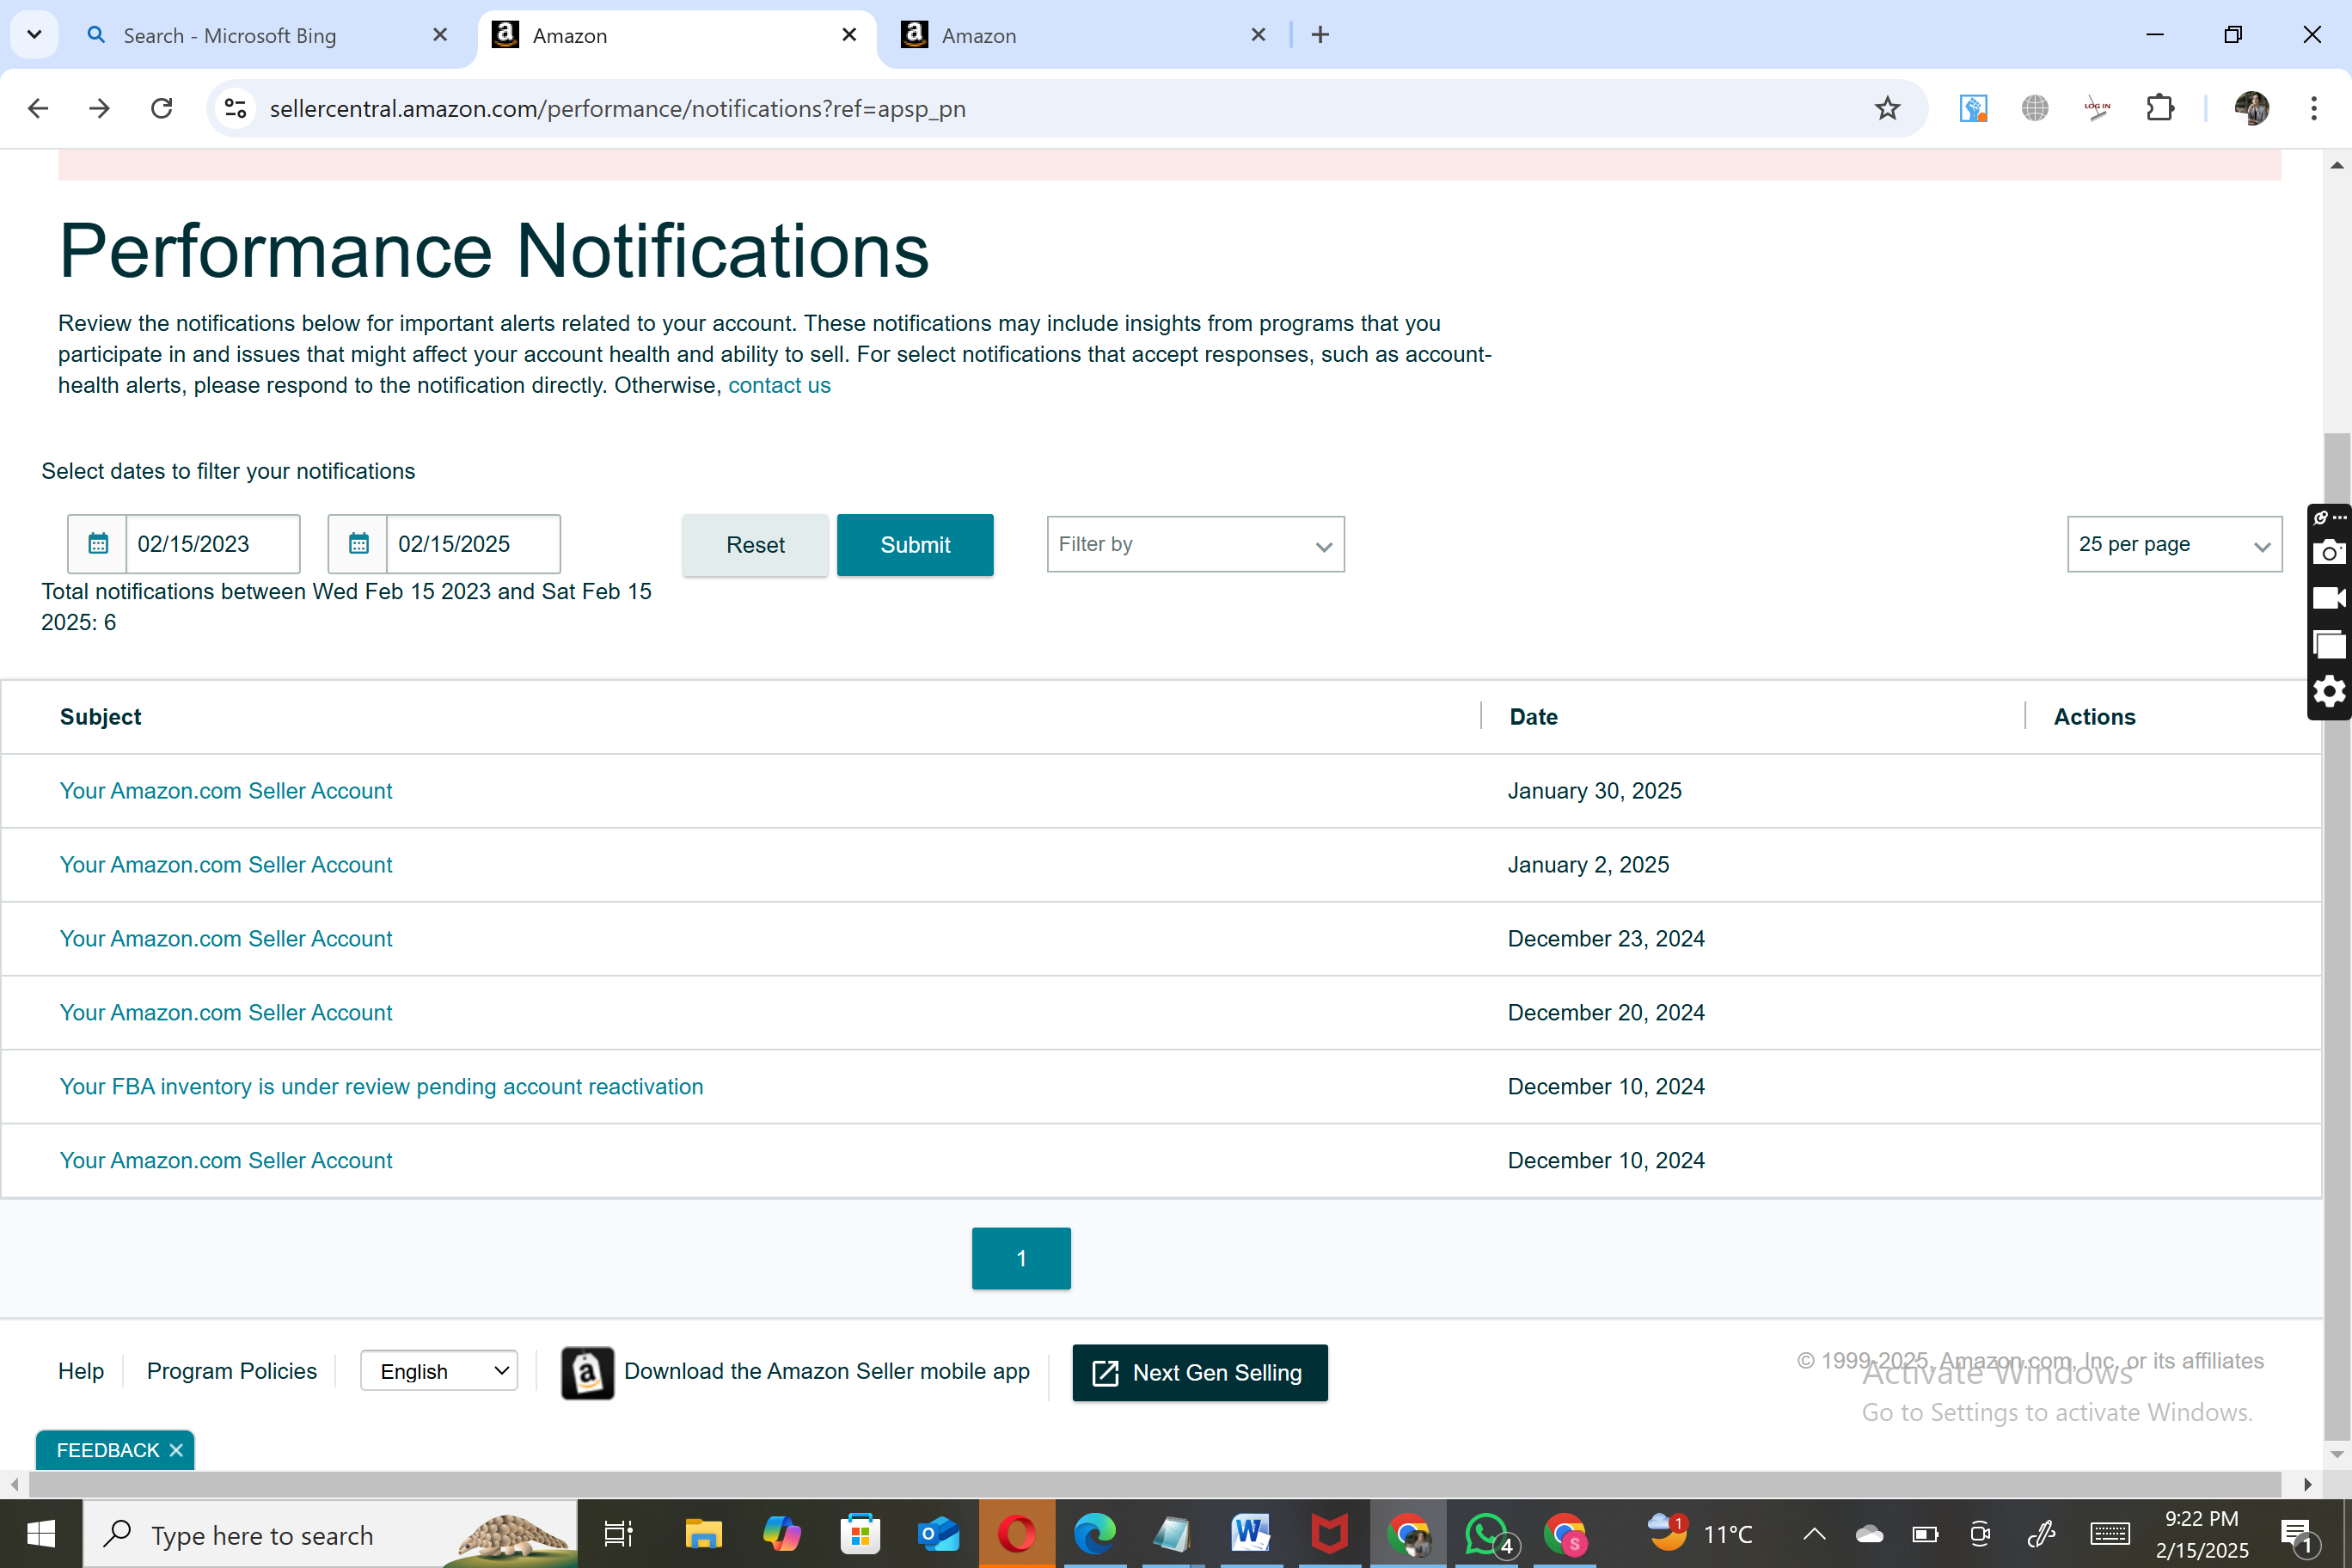 Search - Microsoft Bing
Amazon
Amazon
sellercentral.amazon.com/performance/notifications?ref=apsp_pn
LOG IN
Performance Notifications
Review the notifications below for important alerts related to your account. These notifications may include insights from programs that you
participate in and issues that might affect your account health and ability to sell. For select notifications that accept responses, such as account-
health alerts, please respond to the notification directly. Otherwise, contact us
Select dates to filter your notifications
02/15/2023 02/15/2025 Reset Submit Filter by 25 per page
Total notifications between Wed Feb 15 2023 and Sat Feb 15
2025: 6
Subject Date Actions
Your Amazon.com Seller Account January 30, 2025
Your Amazon.com Seller Account January 2, 2025
Your Amazon.com Seller Account December 23, 2024
Your Amazon.com Seller Account December 20, 2024
Your FBA inventory is under review pending account reactivation December 10, 2024
Your Amazon.com Seller Account December 10, 2024
1
Help Program Policies English Download the Amazon Seller mobile app Next Gen Selling
© 1999-2025, Amazon.com, Inc. or its affiliates
Activate Windows
Go to Settings to activate Windows.
FEEDBACK
Type here to search
4
S
1
11°C
9:22 PM
2/15/2025
1